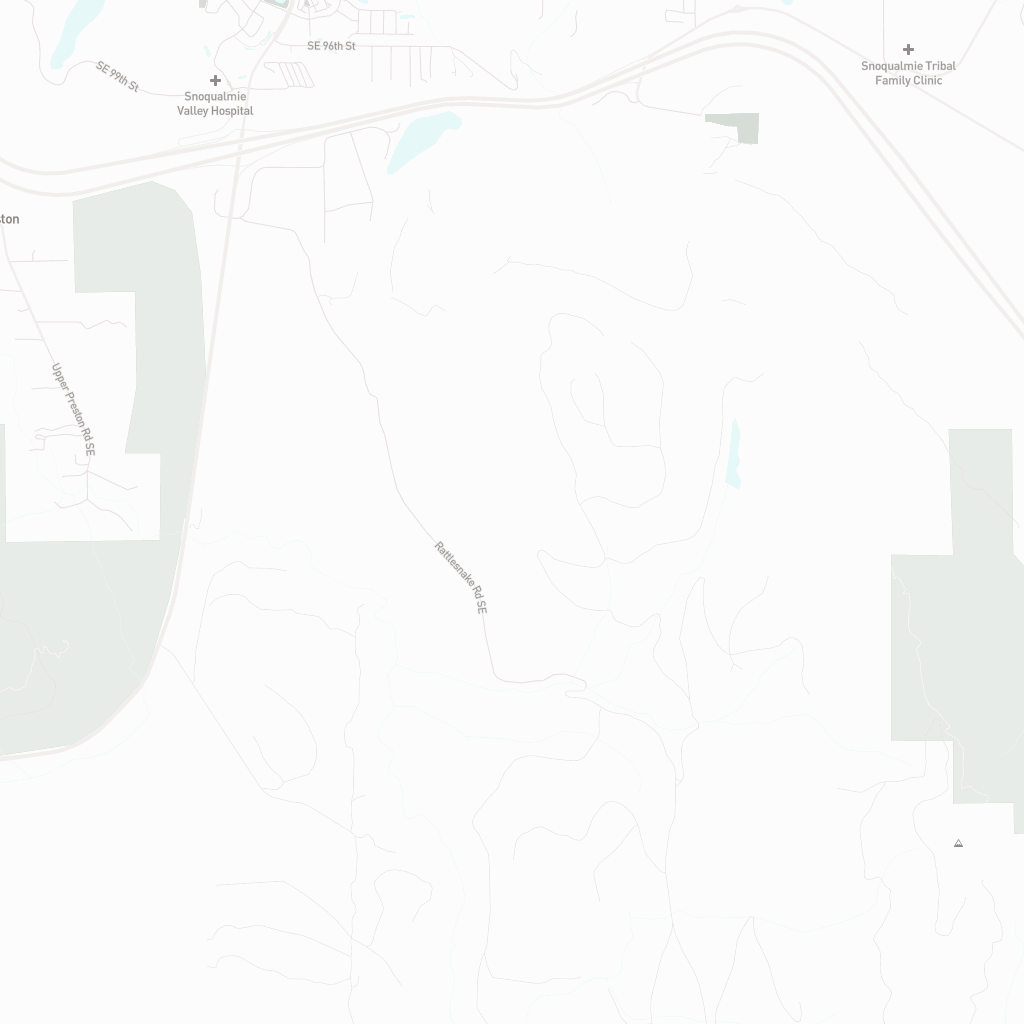 SE 96th St
SE 99th St
Snoqualmie
Valley Hospital
Snoqualmie Tribal
Family Clinic
ston
Upper Preston Rd SE
Rattlesnake Rd SE